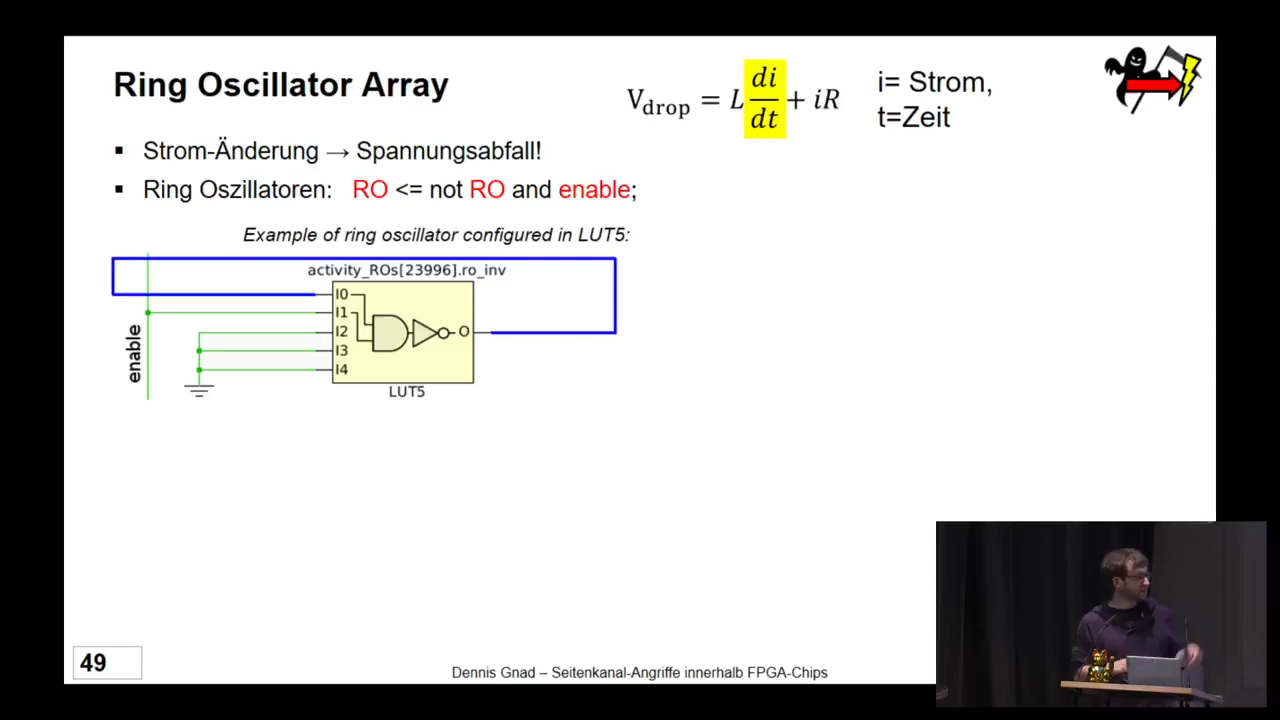 Ring Oscillator Array
V_drop = L di/dt + iR
i= Strom,
t=Zeit
▪ Strom-Änderung → Spannungsabfall!
▪ Ring Oszillatoren: RO <= not RO and enable;
Example of ring oscillator configured in LUT5:
activity_ROs[23996].ro_inv
I0
I1
I2
I3
I4
O
enable
LUT5
49
Dennis Gnad – Seitenkanal-Angriffe innerhalb FPGA-Chips